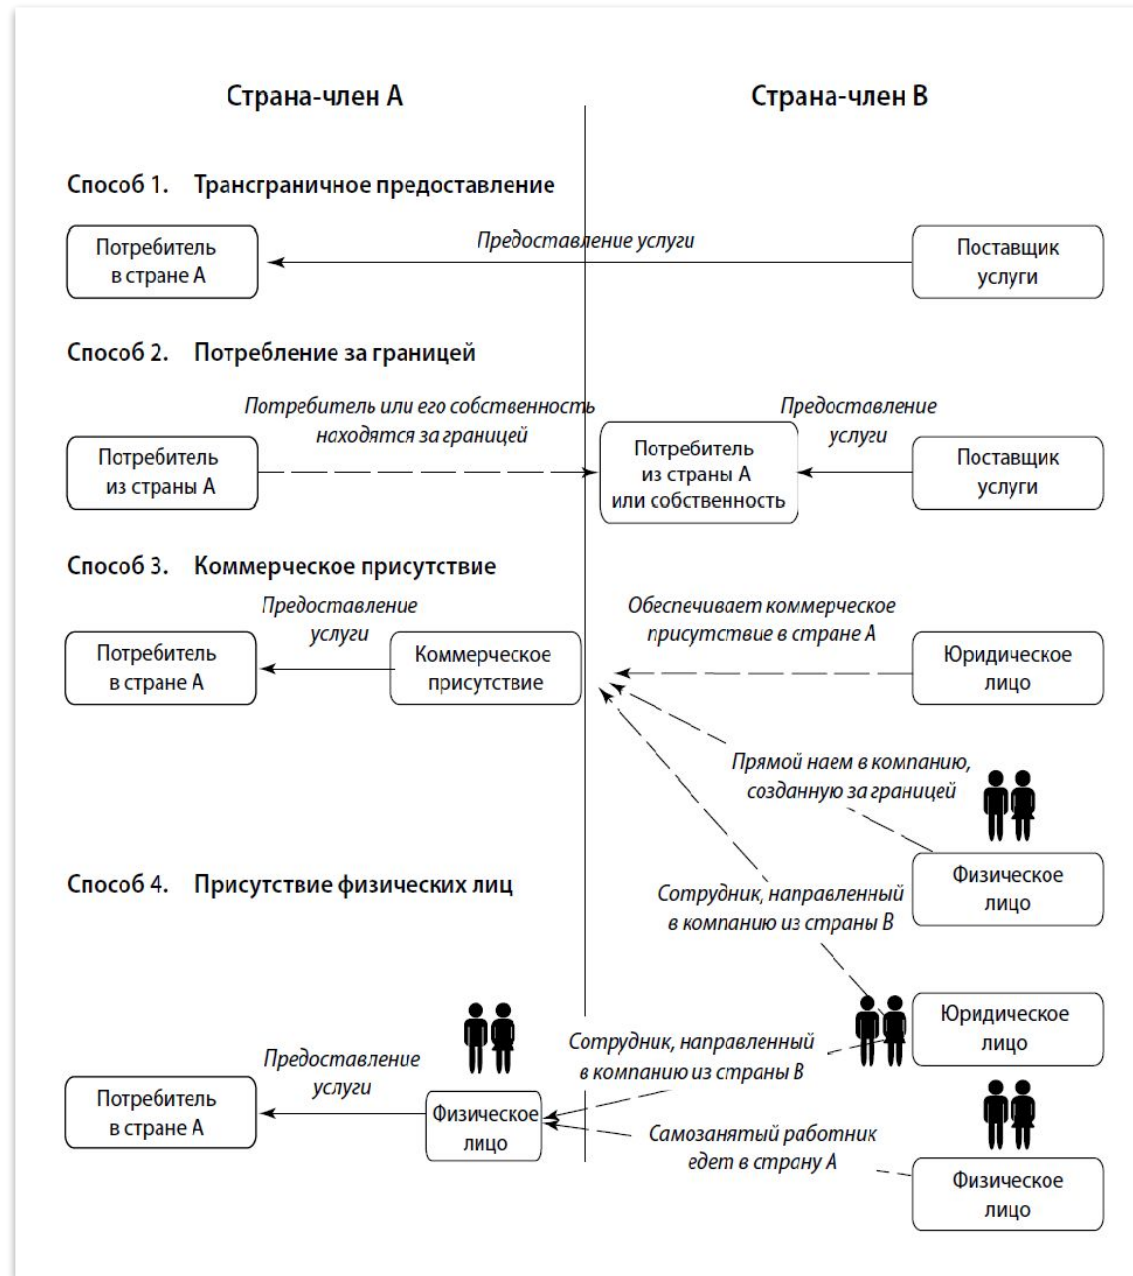 Страна-член А
Страна-член В
Способ 1. Трансграничное предоставление
Потребитель
в стране А
Предоставление услуги
Поставщик
услуги
Способ 2. Потребление за границей
Потребитель
из страны А
Потребитель или его собственность
находятся за границей
Потребитель
из страны А
или собственность
Предоставление
услуги
Поставщик
услуги
Способ 3. Коммерческое присутствие
Потребитель
в стране А
Предоставление
услуги
Коммерческое
присутствие
Обеспечивает коммерческое
присутствие в стране А
Юридическое
лицо
Прямой наем в компанию,
созданную за границей
Физическое
лицо
Способ 4. Присутствие физических лиц
Сотрудник, направленный
в компанию из страны В
Юридическое
лицо
Потребитель
в стране А
Предоставление
услуги
Физическое
лицо
Сотрудник, направленный
в компанию из страны В
Самозанятый работник
едет в страну А
Физическое
лицо